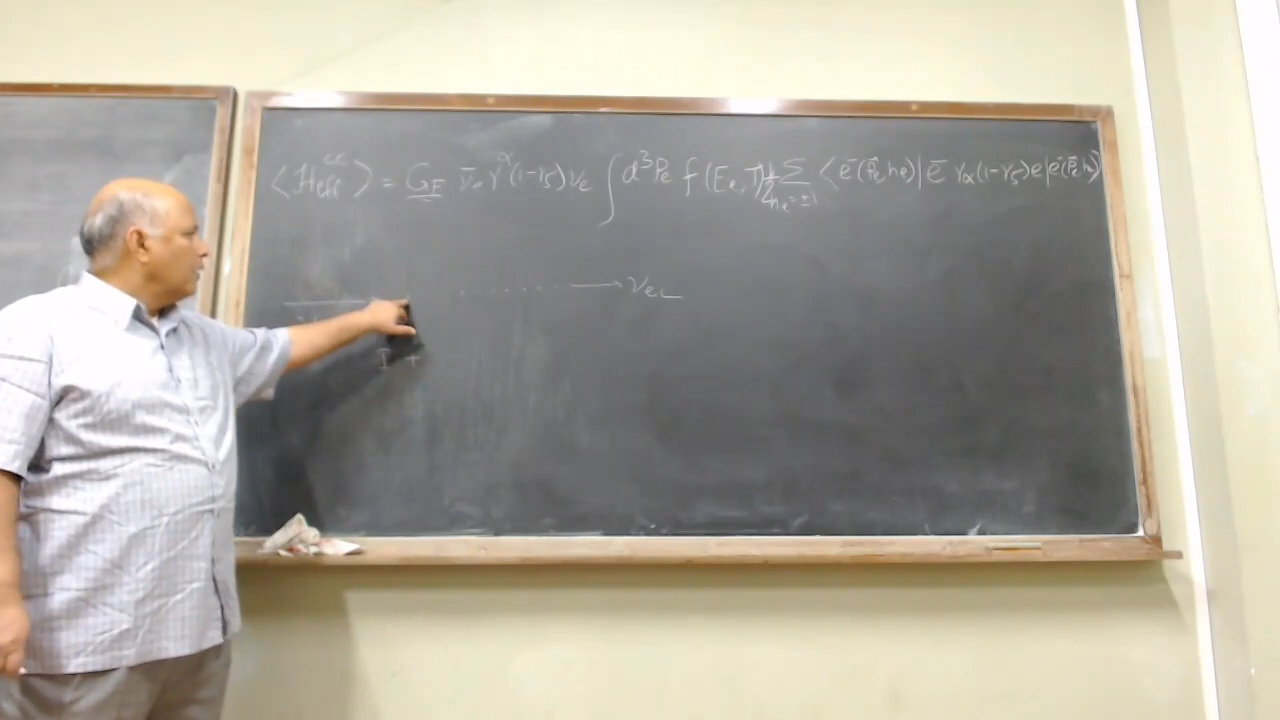 ⟨H_eff^cc⟩ = G_F ν̄_e γ^α(1-γ5)ν_e ∫ d³P_e f(E_e, T) 1/2 Σ_{h_e=±1} ⟨e⁻(P⃗_e h_e)| ē γ_α(1-γ5)e|e⁻(P⃗_e h_e)⟩
→ ν_eL
I +